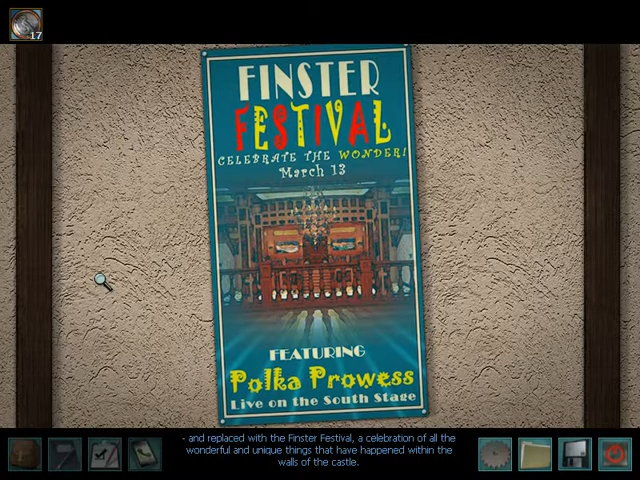 17
FINSTER
FESTIVAL
CELEBRATE THE WONDER!
March 13
FEATURING
Polka Prowess
Live on the South Stage
- and replaced with the Finster Festival, a celebration of all the
wonderful and unique things that have happened within the
walls of the castle.